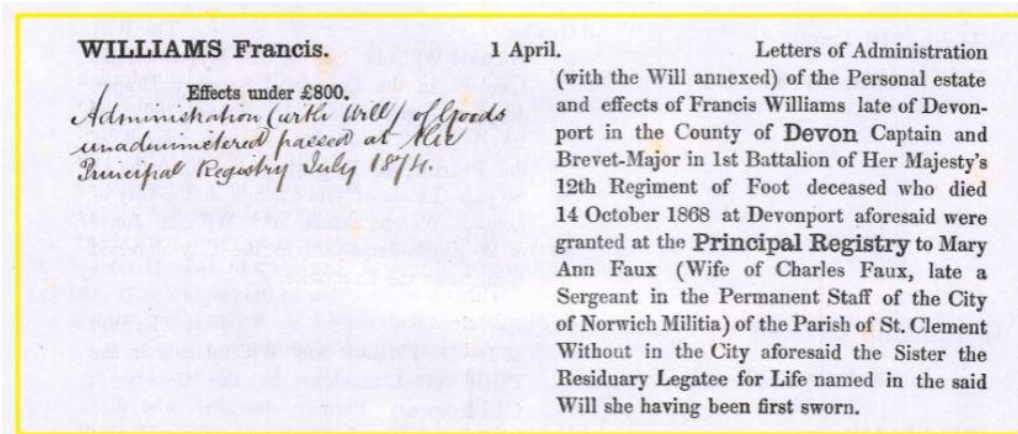 WILLIAMS Francis.
Effects under £800.
Administration (with Will) of Goods
unadministered passed at the
Principal Registry July 1874.
1 April. Letters of Administration
(with the Will annexed) of the Personal estate
and effects of Francis Williams late of Devon-
port in the County of Devon Captain and
Brevet-Major in 1st Battalion of Her Majesty's
12th Regiment of Foot deceased who died
14 October 1868 at Devonport aforesaid were
granted at the Principal Registry to Mary
Ann Faux (Wife of Charles Faux, late a
Sergeant in the Permanent Staff of the City
of Norwich Militia) of the Parish of St. Clement
Without in the City aforesaid the Sister the
Residuary Legatee for Life named in the said
Will she having been first sworn.